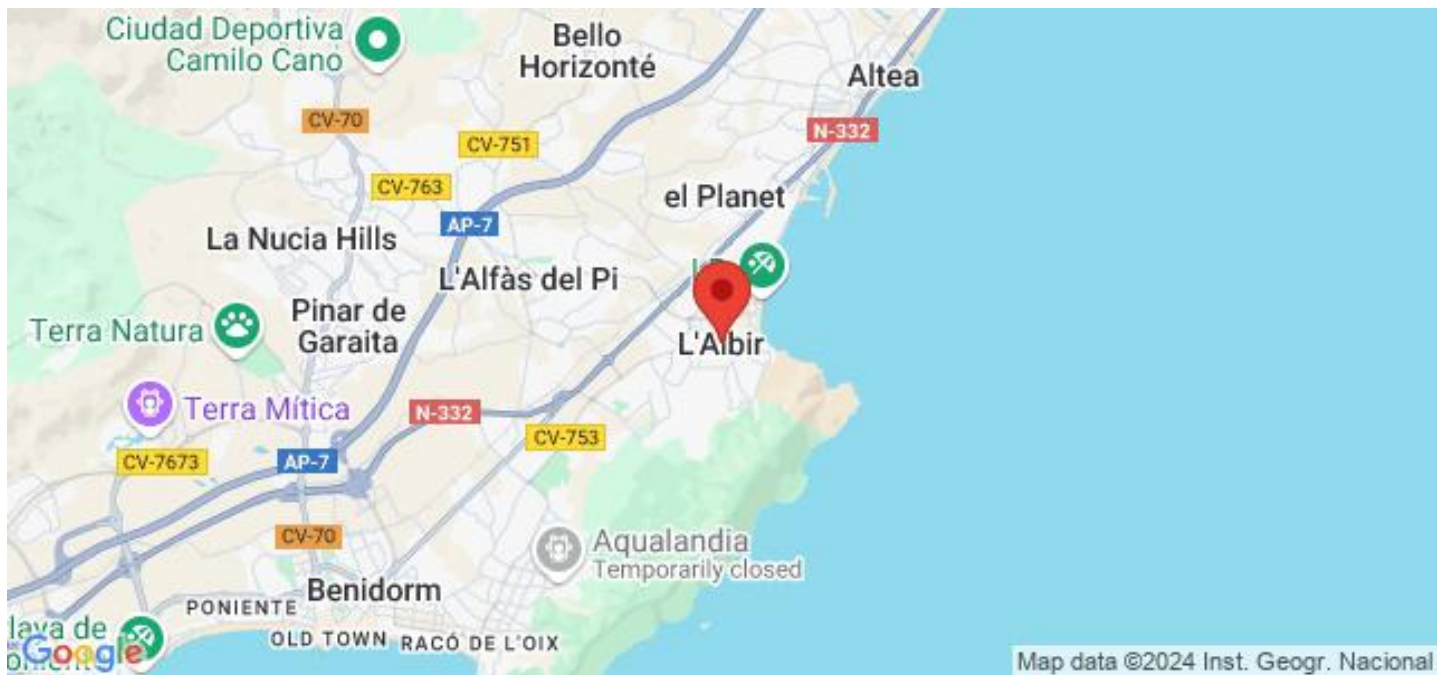 Ciudad Deportiva
Camilo Cano
Bello
Horizonté
Altea
CV-70
N-332
CV-751
CV-763
el Planet
AP-7
La Nucia Hills
L'Alfàs del Pi
Pinar de
Garaita
Terra Natura
L'Albir
Terra Mítica
N-332
CV-753
CV-7673
AP-7
CV-70
Aqualandia
Temporarily closed
Benidorm
PONIENTE
OLD TOWN
RACÓ DE L'OIX
de
Google
Map data ©2024 Inst. Geogr. Nacional